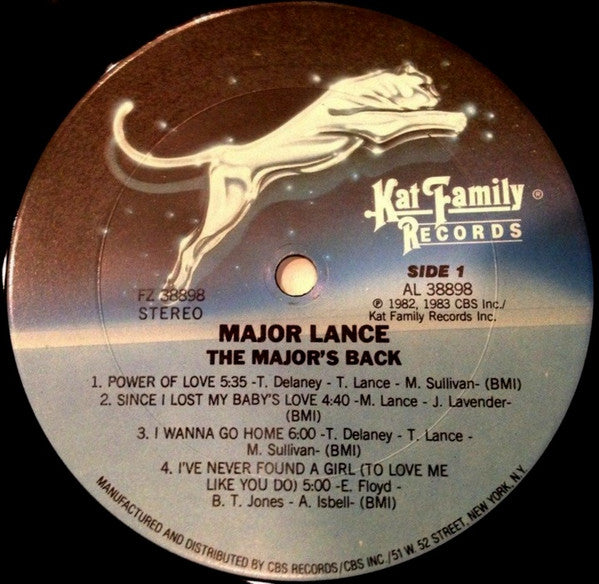 Kat Family ®
RECORDS
SIDE 1
FZ 38898
STEREO
AL 38898
℗ 1982, 1983 CBS Inc./
Kat Family Records Inc.
MAJOR LANCE
THE MAJOR'S BACK
1. POWER OF LOVE 5:35 -T. Delaney - T. Lance - M. Sullivan- (BMI)
2. SINCE I LOST MY BABY'S LOVE 4:40 -M. Lance - J. Lavender-
(BMI)
3. I WANNA GO HOME 6:00 -T. Delaney - T. Lance -
M. Sullivan- (BMI)
4. I'VE NEVER FOUND A GIRL (TO LOVE ME
LIKE YOU DO) 5:00 -E. Floyd -
B. T. Jones - A. Isbell- (BMI)
MANUFACTURED AND DISTRIBUTED BY CBS RECORDS/CBS INC./51 W. 52 STREET, NEW YORK, N.Y.